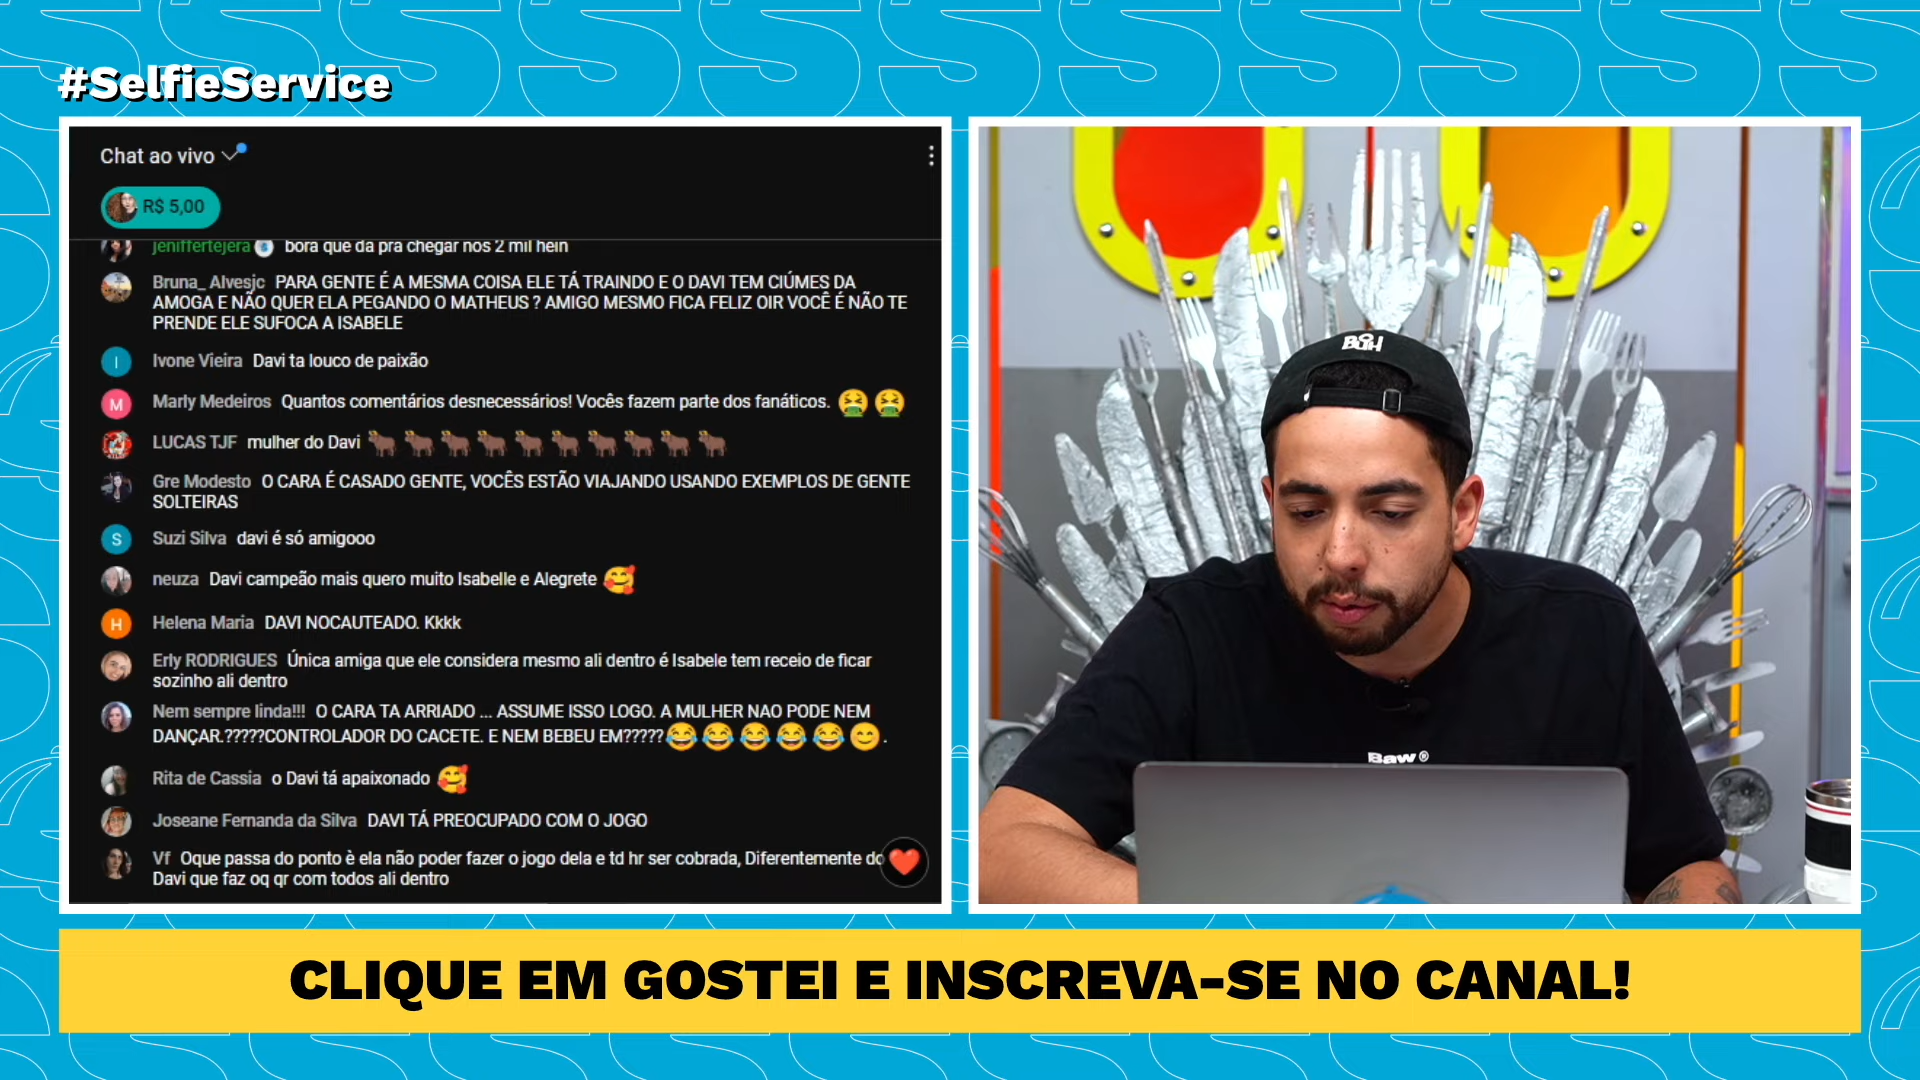 #SelfieService
Chat ao vivo
R$ 5,00
jeniffertejera bora que da pra chegar nos 2 mil hein
Bruna_ Alvesjc PARA GENTE É A MESMA COISA ELE TÁ TRAINDO E O DAVI TEM CIÚMES DA
AMOGA E NÃO QUER ELA PEGANDO O MATHEUS ? AMIGO MESMO FICA FELIZ OIR VOCÊ É NÃO TE
PRENDE ELE SUFOCA A ISABELE
I
Ivone Vieira Davi ta louco de paixão
M
Marly Medeiros Quantos comentários desnecessários! Vocês fazem parte dos fanáticos. 🤮 🤮
LUCAS TJF mulher do Davi 🐂 🐂 🐂 🐂 🐂 🐂 🐂 🐂 🐂 🐂
Gre Modesto O CARA É CASADO GENTE, VOCÊS ESTÃO VIAJANDO USANDO EXEMPLOS DE GENTE
SOLTEIRAS
S
Suzi Silva davi é só amigooo
neuza Davi campeão mais quero muito Isabelle e Alegrete 🥰
H
Helena Maria DAVI NOCAUTEADO. Kkkk
Erly RODRIGUES Única amiga que ele considera mesmo ali dentro é Isabele tem receio de ficar
sozinho ali dentro
Nem sempre linda!!! O CARA TA ARRIADO ... ASSUME ISSO LOGO. A MULHER NAO PODE NEM
DANÇAR.?????CONTROLADOR DO CACETE. E NEM BEBEU EM????? 😂 😂 😂 😂 😂 😊 .
Rita de Cassia o Davi tá apaixonado 🥰
Joseane Fernanda da Silva DAVI TÁ PREOCUPADO COM O JOGO
Vf Oque passa do ponto è ela não poder fazer o jogo dela e td hr ser cobrada, Diferentemente do
Davi que faz oq qr com todos ali dentro
Baw ®
CLIQUE EM GOSTEI E INSCREVA-SE NO CANAL!